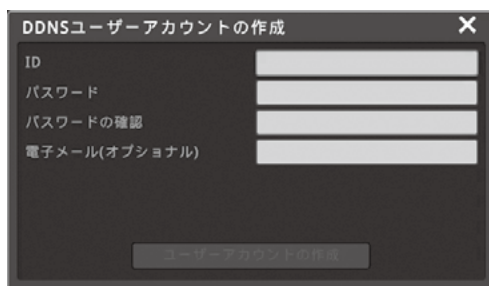 DDNSユーザーアカウントの作成
ID
パスワード
パスワードの確認
電子メール(オプショナル)
ユーザーアカウントの作成